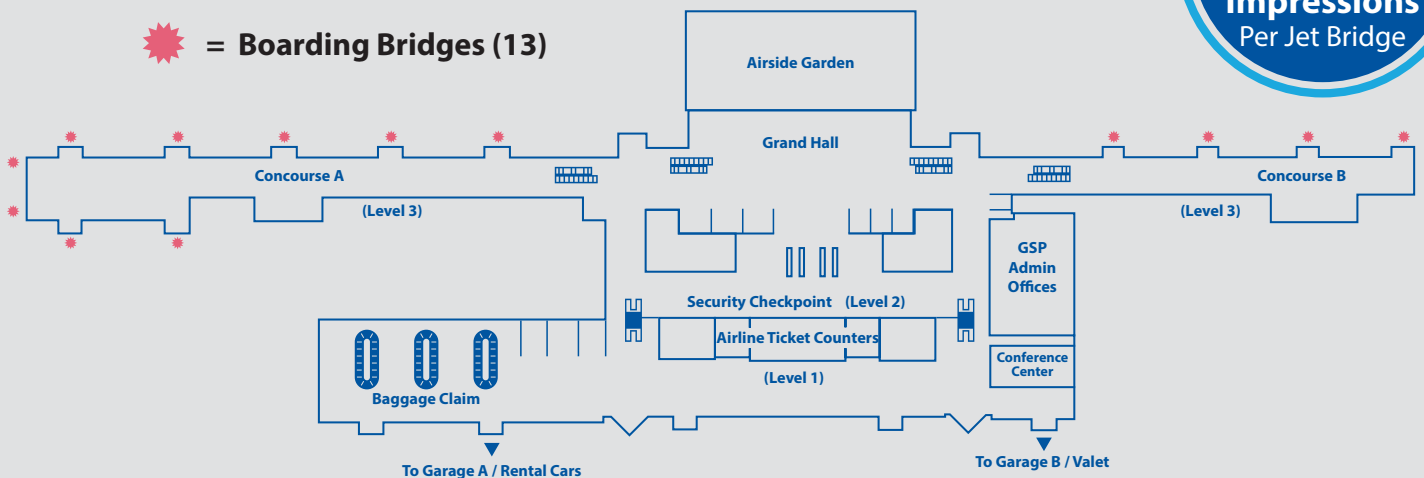 = Boarding Bridges (13)
Impressions
Per Jet Bridge
Airside Garden
Grand Hall
Concourse A
(Level 3)
Concourse B
(Level 3)
GSP
Admin
Offices
Security Checkpoint (Level 2)
Airline Ticket Counters
(Level 1)
Conference
Center
Baggage Claim
To Garage A / Rental Cars
To Garage B / Valet